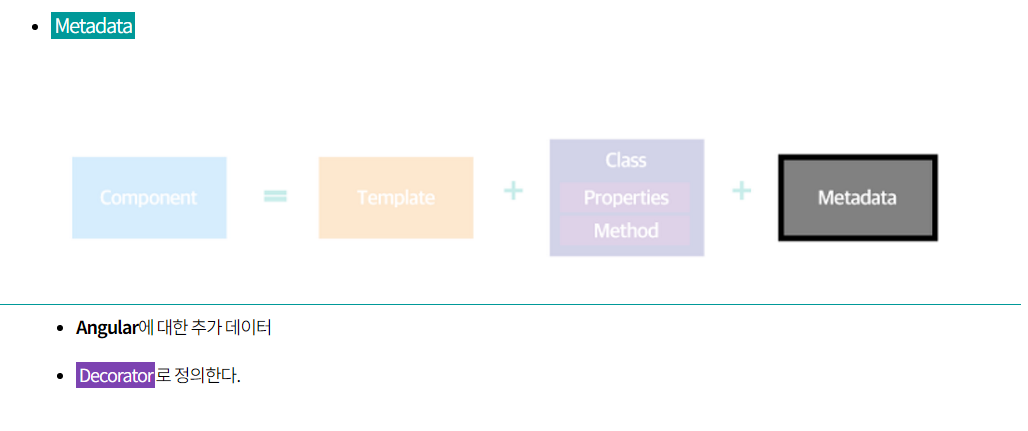 Metadata
Component = Template + Class + Metadata
Properties
Method
Angular에 대한 추가 데이터
Decorator로 정의한다.